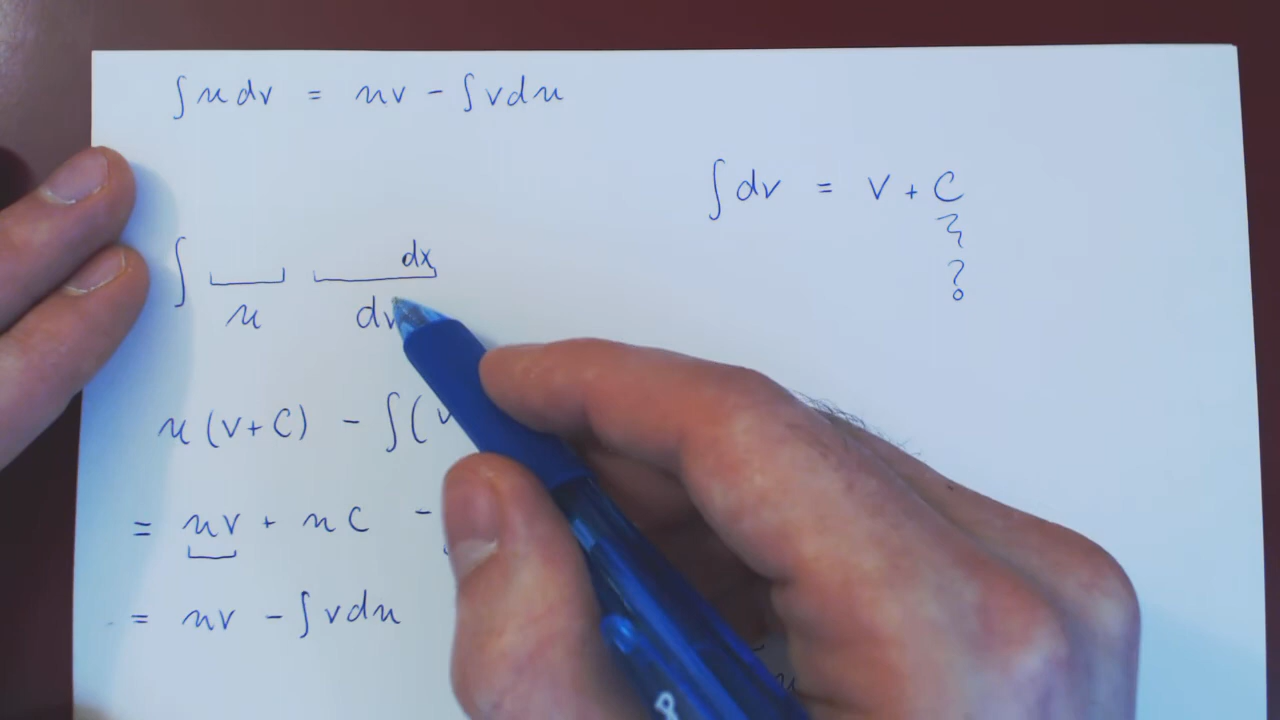 ∫ u dv = uv - ∫ v du
∫ dv = v + C
?
?
∫ dx
u dv
u (v + C) - ∫ (v
= uv + uC -
= uv - ∫ v du